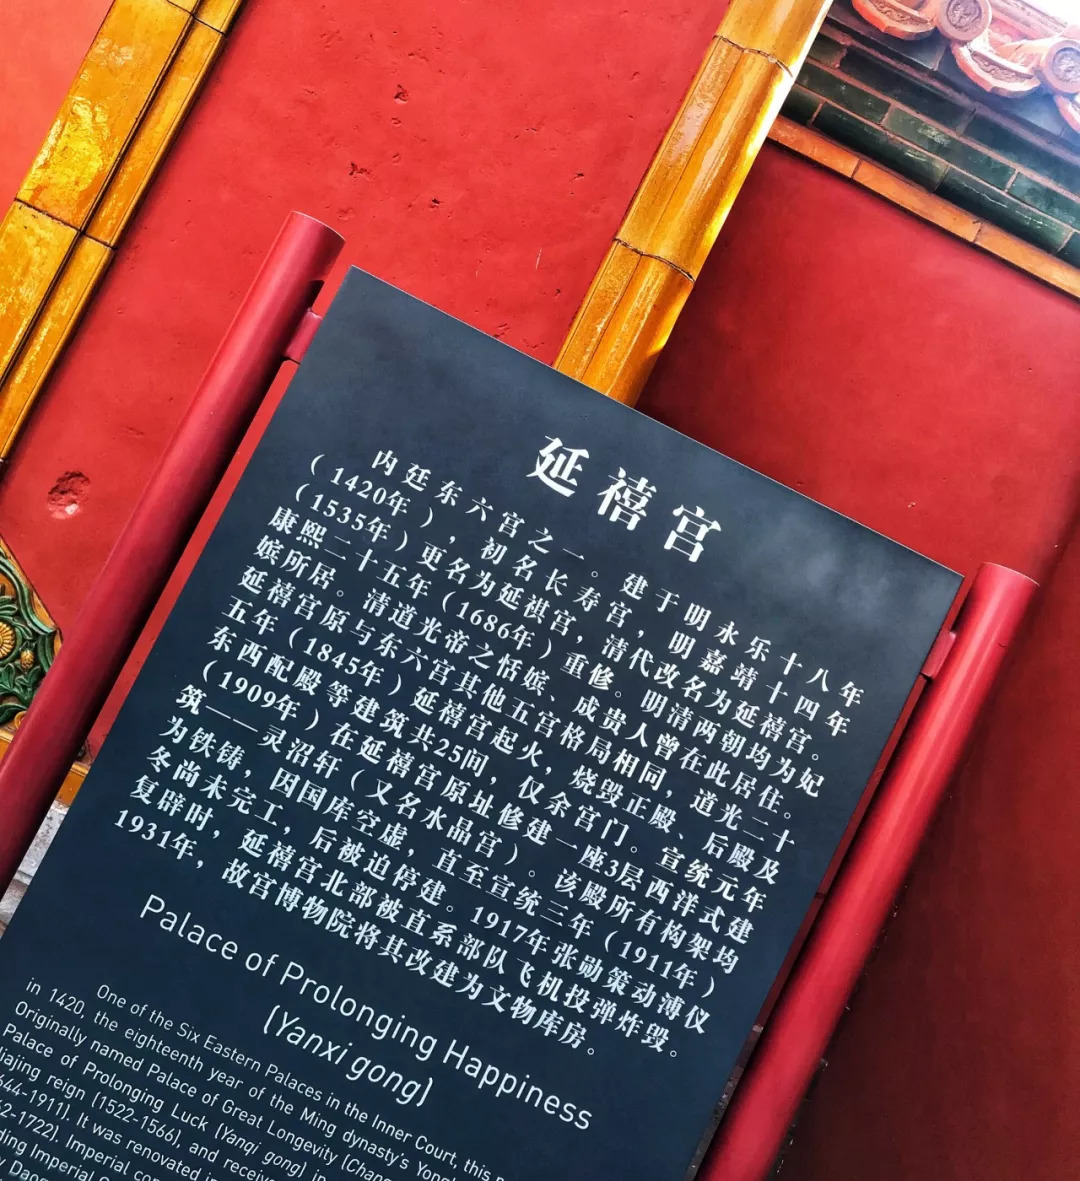 延禧宫
内廷东六宫之一。建于明永乐十八年
（1420年），初名长寿宫，明嘉靖十四年
（1535年）更名为延祺宫，清代改名为延禧宫。
康熙二十五年（1686年）重修。明清两朝均为妃
嫔所居。清道光帝之恬嫔、成贵人曾在此居住。
延禧宫原与东六宫其他五宫格局相同，道光二十
五年（1845年）延禧宫起火，烧毁正殿、后殿及
东西配殿等建筑共25间，仅余宫门。宣统元年
（1909年）在延禧宫原址修建一座3层西洋式建
筑——灵沼轩（又名水晶宫）。该殿所有构架均
为铁铸，因国库空虚，直至宣统三年（1911年）
冬尚未完工，后被迫停建。1917年张勋策动溥仪
复辟时，延禧宫北部被直系部队飞机投弹炸毁。
1931年，故宫博物院将其改建为文物库房。
Palace of Prolonging Happiness
(Yanxi gong)
One of the Six Eastern Palaces in the Inner Court, this
in 1420, the eighteenth year of the Ming dynasty's
Originally named Palace of Great Longevity
Palace of Prolonging Luck (Yanqi gong) in
reign (1522-1566), and
-1911). It was renovated
-1722). Imperial
Imperial